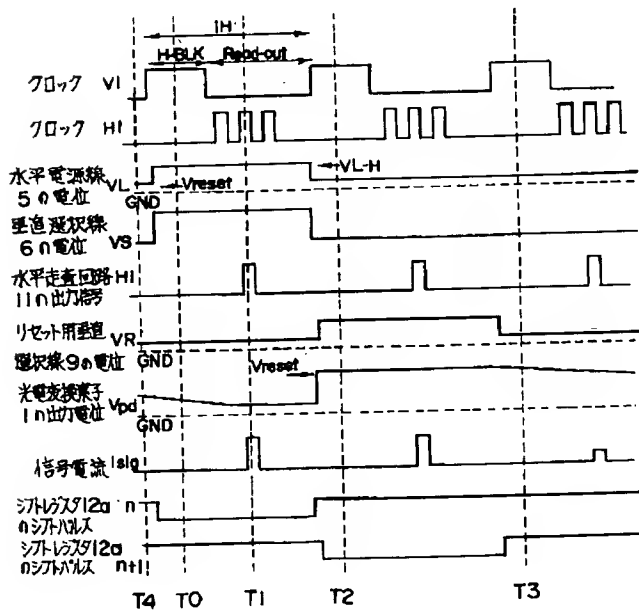 1H
H-BLK Read-out
クロック V1
クロック H1
水平電源線 VL
5の電位
VL-H
Vreset
GND
垂直選択線
6の電位 VS
水平走査回路 H1
11の出力信号
リセット用垂直 VR
選択線9の電位
GND
Vreset
光電変換素子
1の出力電位 Vpd
GND
信号電流 Isig
シフトレジスタ12a n
のシフトパルス
シフトレジスタ12a
のシフトパルス n+1
T4 T0 T1 T2 T3